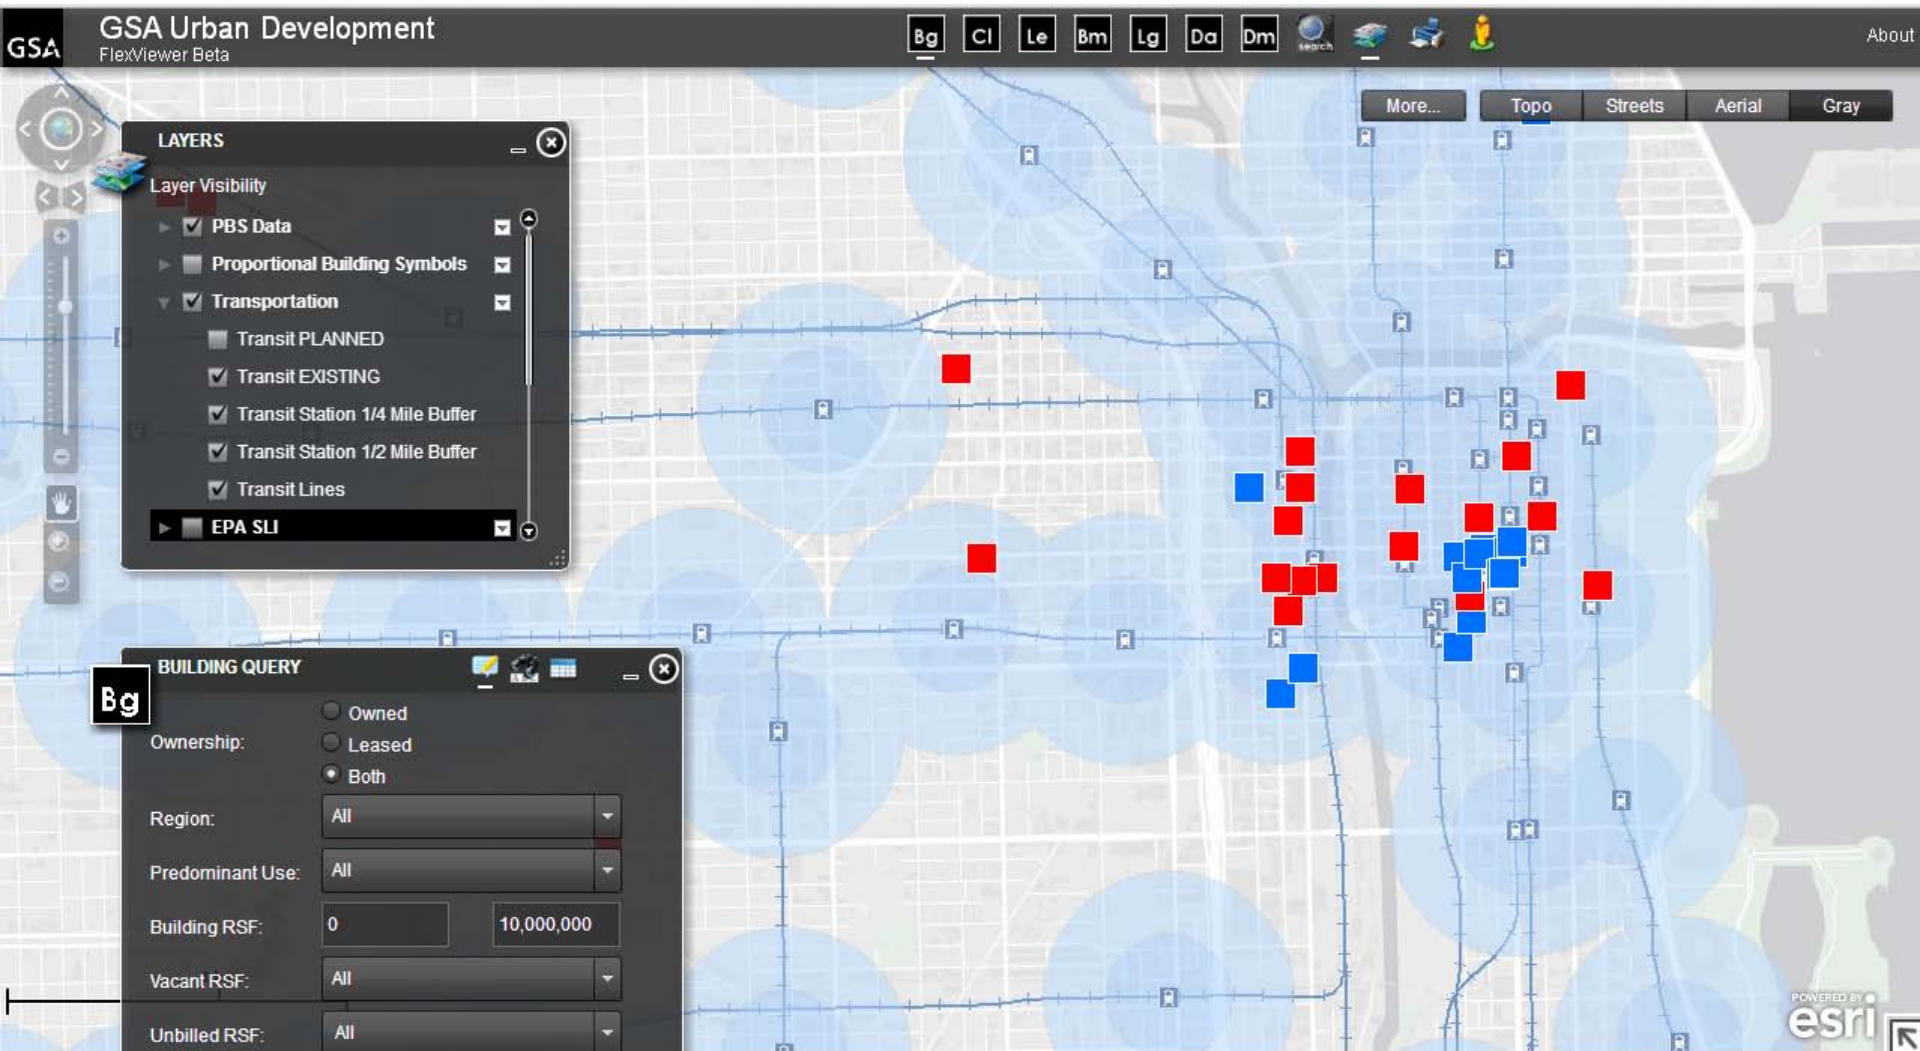 GSA
GSA Urban Development
FlexViewer Beta
Bg
Cl
Le
Bm
Lg
Da
Dm
search
About
More...
Topo
Streets
Aerial
Gray
LAYERS
Layer Visibility
PBS Data
Proportional Building Symbols
Transportation
Transit PLANNED
Transit EXISTING
Transit Station 1/4 Mile Buffer
Transit Station 1/2 Mile Buffer
Transit Lines
EPA SLI
Bg
BUILDING QUERY
Ownership:
Owned
Leased
Both
Region:
All
Predominant Use:
All
Building RSF:
0
10,000,000
Vacant RSF:
All
Unbilled RSF:
All
POWERED BY
esri